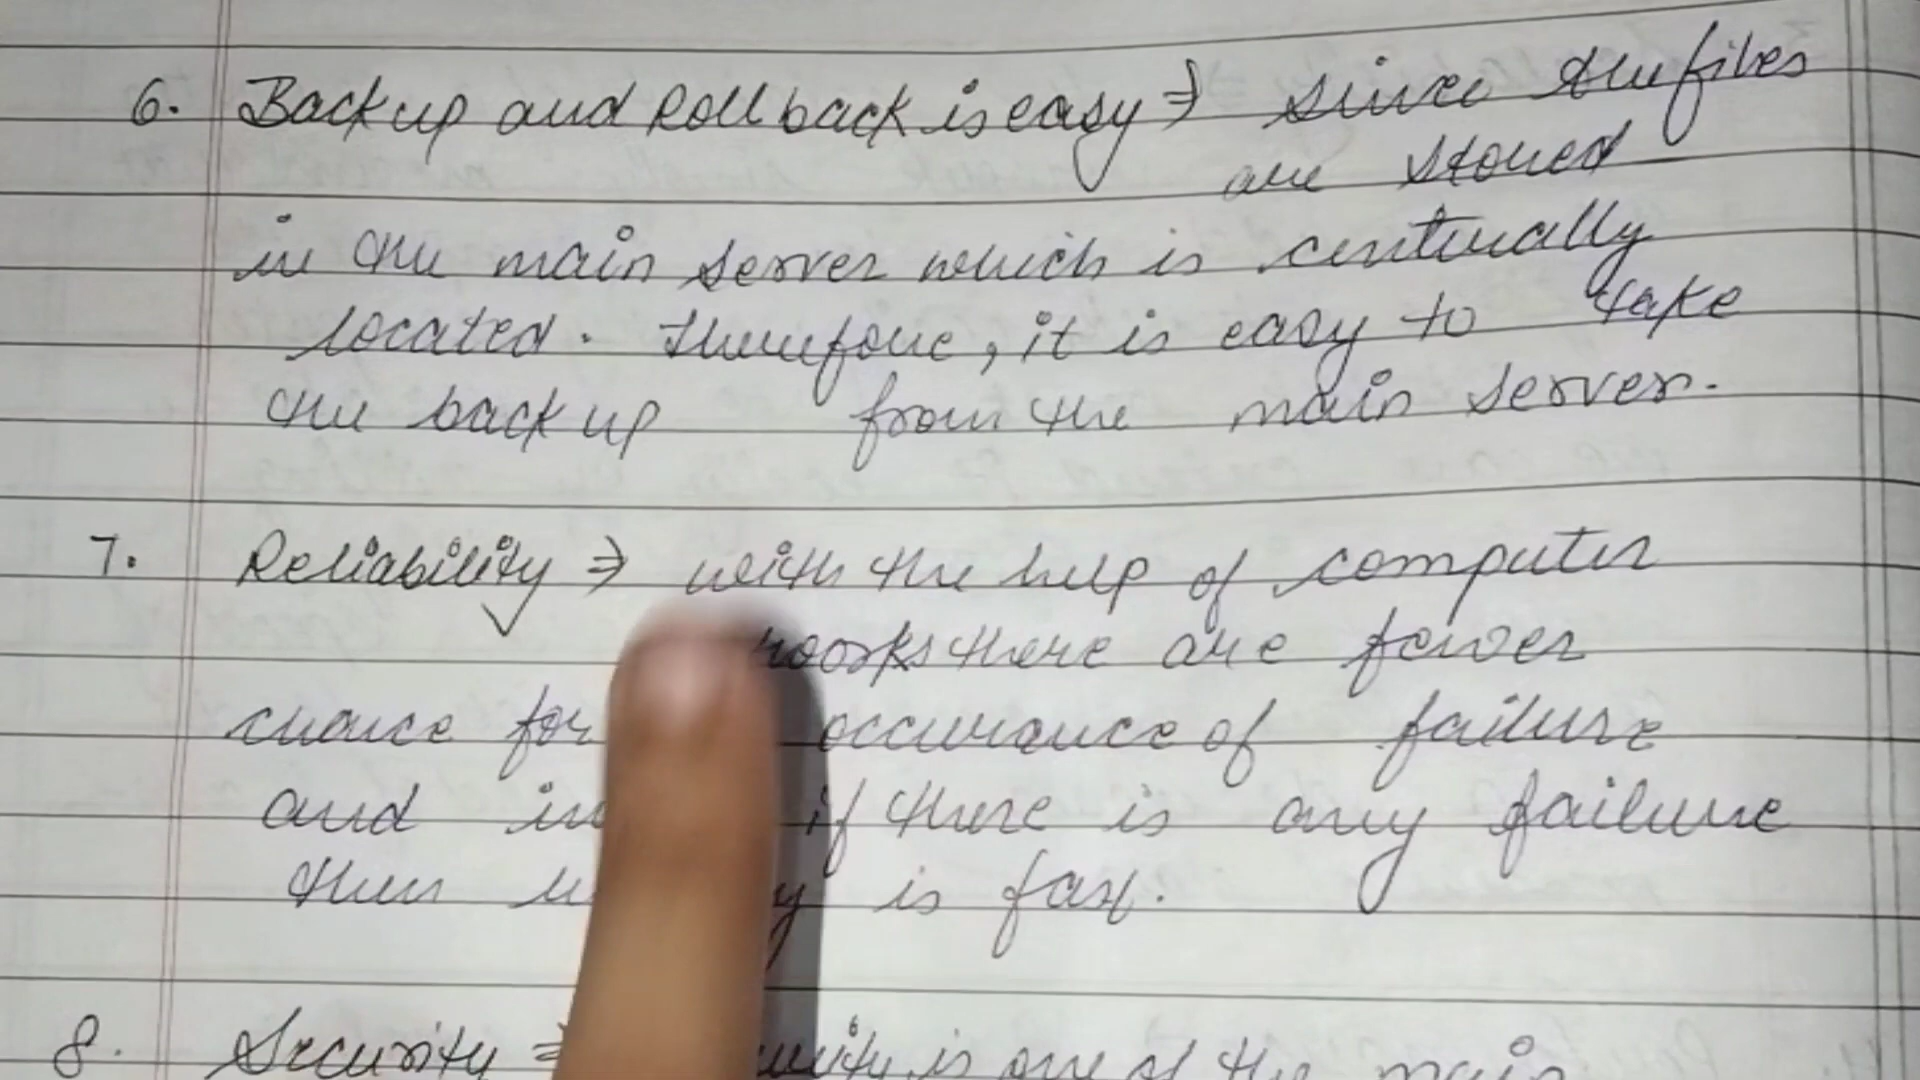 6. Backup and Roll back is easy ⇒ since the files
are stored
in the main server which is centrally
located. Therefore, it is easy to take
the back up from the main server.
7. Reliability ⇒ with the help of computer
there are fewer
chance for occurance of failure
and if there is any failure
then is fast.
8. Security is one of the main